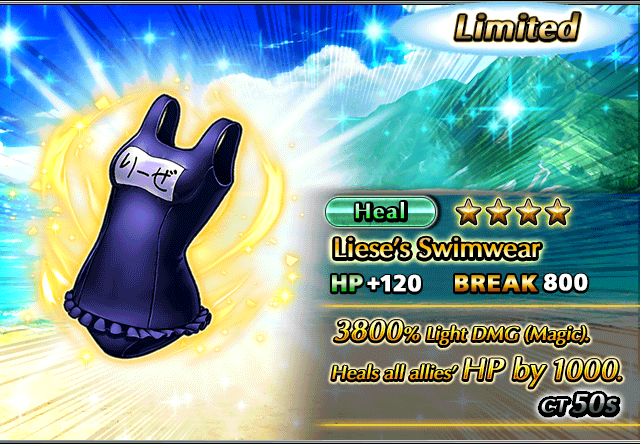 Limited
りーぜ
Heal
Liese's Swimwear
HP+120 BREAK 800
3800% Light DMG (Magic).
Heals all allies' HP by 1000.
CT 50s